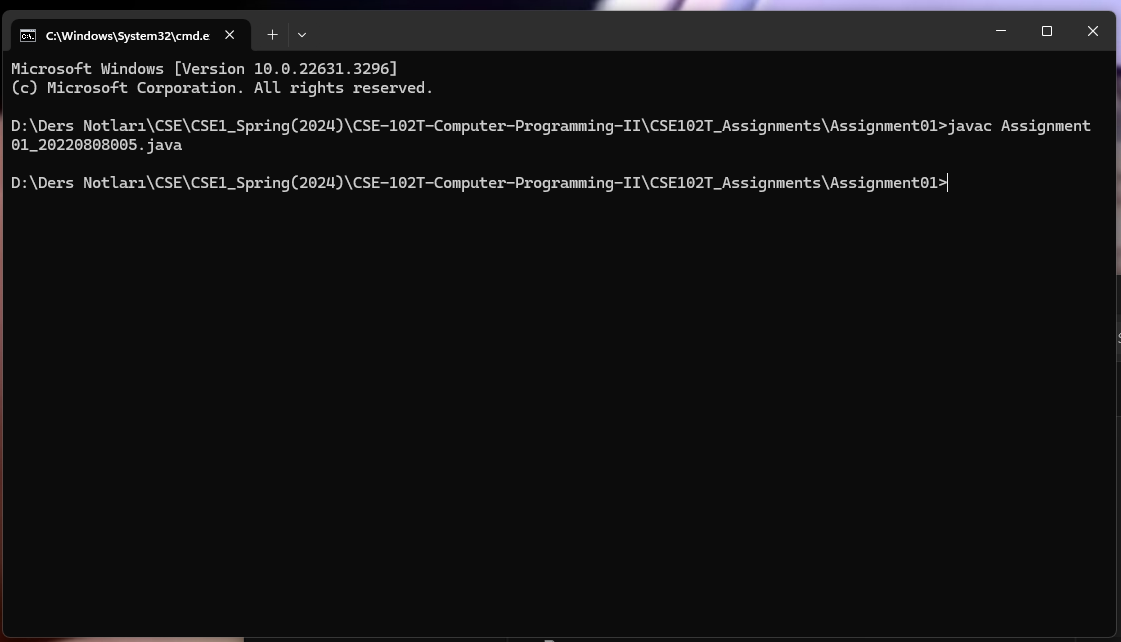 C:\Windows\System32\cmd.e
Microsoft Windows [Version 10.0.22631.3296]
(c) Microsoft Corporation. All rights reserved.
D:\Ders Notları\CSE\CSE1_Spring(2024)\CSE-102T-Computer-Programming-II\CSE102T_Assignments\Assignment01>javac Assignment
01_20220808005.java
D:\Ders Notları\CSE\CSE1_Spring(2024)\CSE-102T-Computer-Programming-II\CSE102T_Assignments\Assignment01>